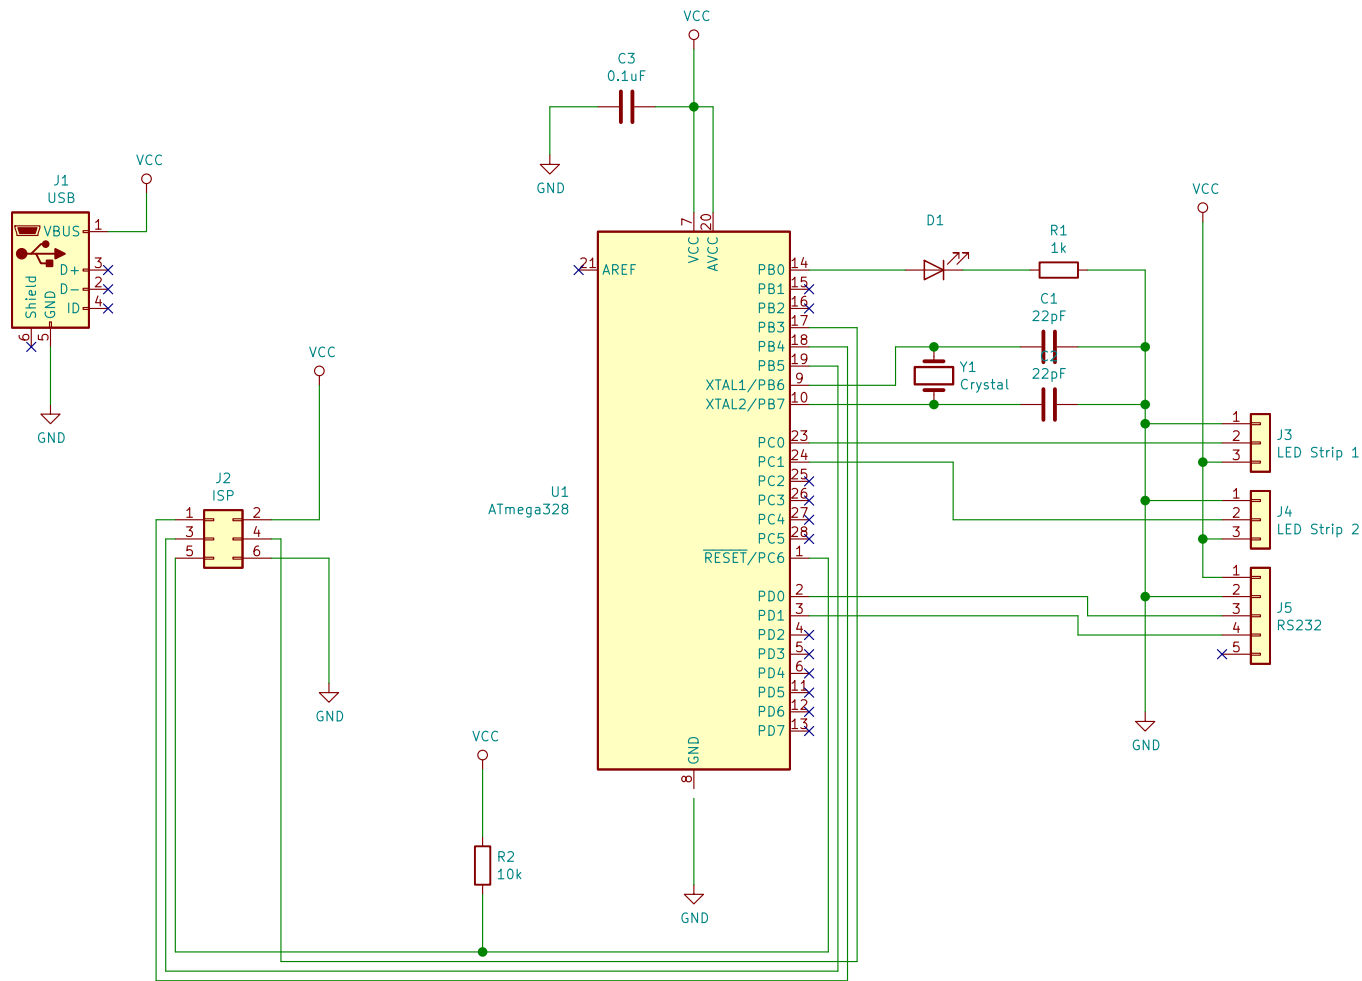 VCC
C3
0.1uF
GND
VCC
J1
USB
VBUS 1
D+ 3
D- 2
ID 4
Shield
GND
6
5
GND
VCC
J2
ISP
1 2
3 4
5 6
GND
VCC
R2
10k
U1
ATmega328
7
20
VCC
AVCC
21 AREF
PB0 14
PB1 15
PB2 16
PB3 17
PB4 18
PB5 19
XTAL1/PB6 9
XTAL2/PB7 10
PC0 23
PC1 24
PC2 25
PC3 26
PC4 27
PC5 28
RESET/PC6 1
PD0 2
PD1 3
PD2 4
PD3 5
PD4 6
PD5 11
PD6 12
PD7 13
GND
8
GND
D1
R1
1k
C1
22pF
22pF
Y1
Crystal
VCC
1
2
3
J3
LED Strip 1
1
2
3
J4
LED Strip 2
1
2
3
4
5
J5
RS232
GND